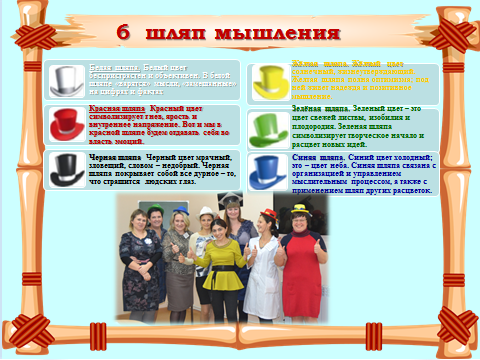 6 шляп мышления
Белая шляпа. Белый цвет
беспристрастен и объективен. В белой
шляпе «варятся» мысли, «замешанные»
на цифрах и фактах.
Жёлтая шляпа. Жёлтый цвет
солнечный, жизнеутверждающий.
Жёлтая шляпа полна оптимизма; под
ней живет надежда и позитивное
мышление.
Красная шляпа Красный цвет
символизирует гнев, ярость и
внутреннее напряжение. Вот и мы в
красной шляпе будем отдавать себя во
власть эмоций.
Зелёная шляпа. Зеленый цвет – это
цвет свежей листвы, изобилия и
плодородия. Зеленая шляпа
символизирует творческое начало и
расцвет новых идей.
Черная шляпа Черный цвет мрачный,
зловещий, словом – недобрый. Черная
шляпа покрывает собой все дурное – то,
что страшится людских глаз.
Синяя шляпа. Синий цвет холодный;
это – цвет неба. Синяя шляпа связана с
организацией и управлением
мыслительным процессом, а также с
применением шляп других расцветок.